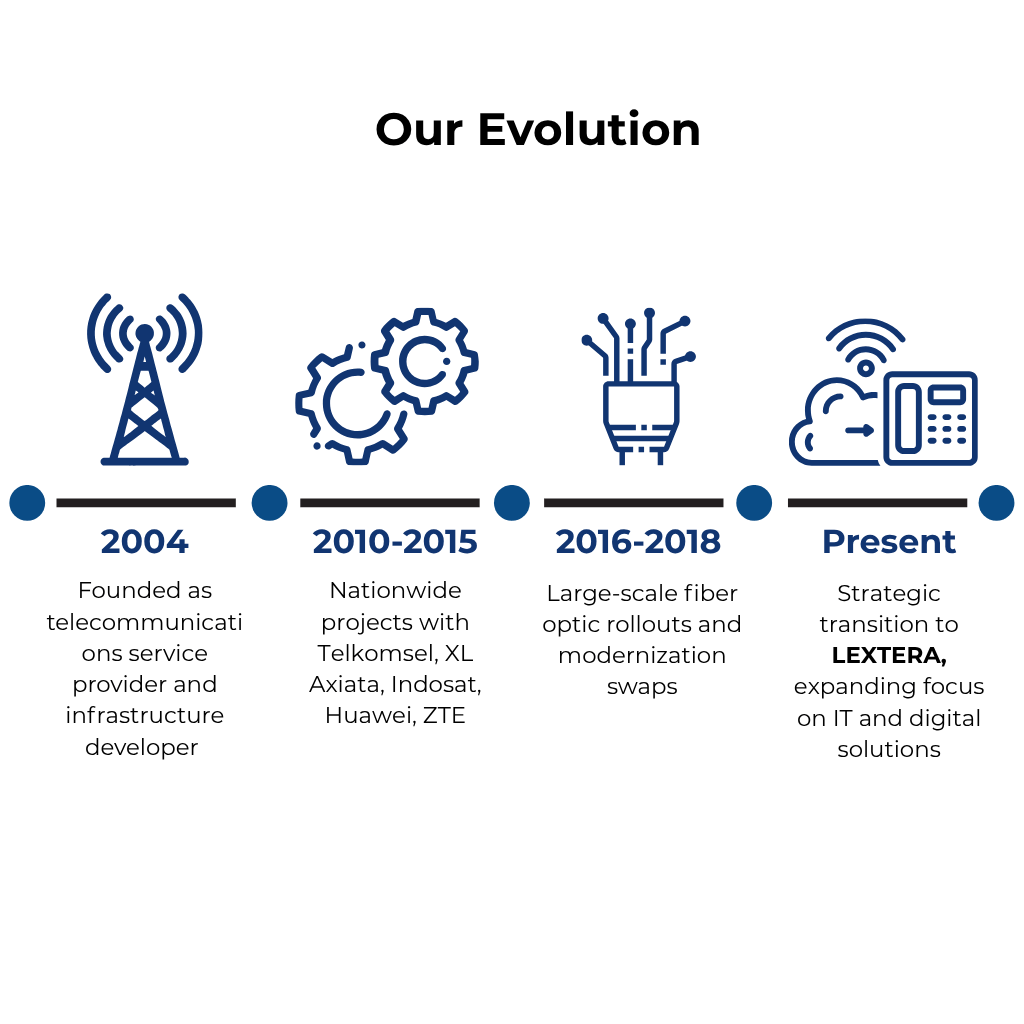 Our Evolution
2004
Founded as
telecommunicati
ons service
provider and
infrastructure
developer
2010-2015
Nationwide
projects with
Telkomsel, XL
Axiata, Indosat,
Huawei, ZTE
2016-2018
Large-scale fiber
optic rollouts and
modernization
swaps
Present
Strategic
transition to
LEXTERA,
expanding focus
on IT and digital
solutions